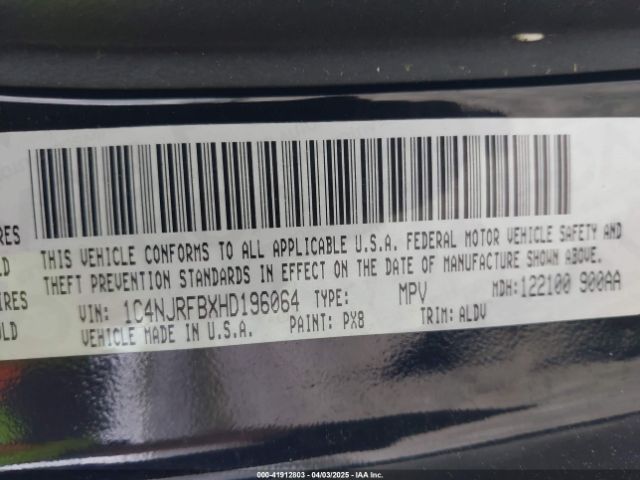 RES
LD
IRES
OLD
THIS VEHICLE CONFORMS TO ALL APPLICABLE U.S.A. FEDERAL MOTOR VEHICLE SAFETY AND
THEFT PREVENTION STANDARDS IN EFFECT ON THE DATE OF MANUFACTURE SHOWN ABOVE.
VIN: 1C4NJRFBXHD196064 TYPE: MPV MDH: 122100 900AA
VEHICLE MADE IN U.S.A. PAINT: PX8 TRIM: ALDV
000-41912803 - 04/03/2025 - IAA Inc.